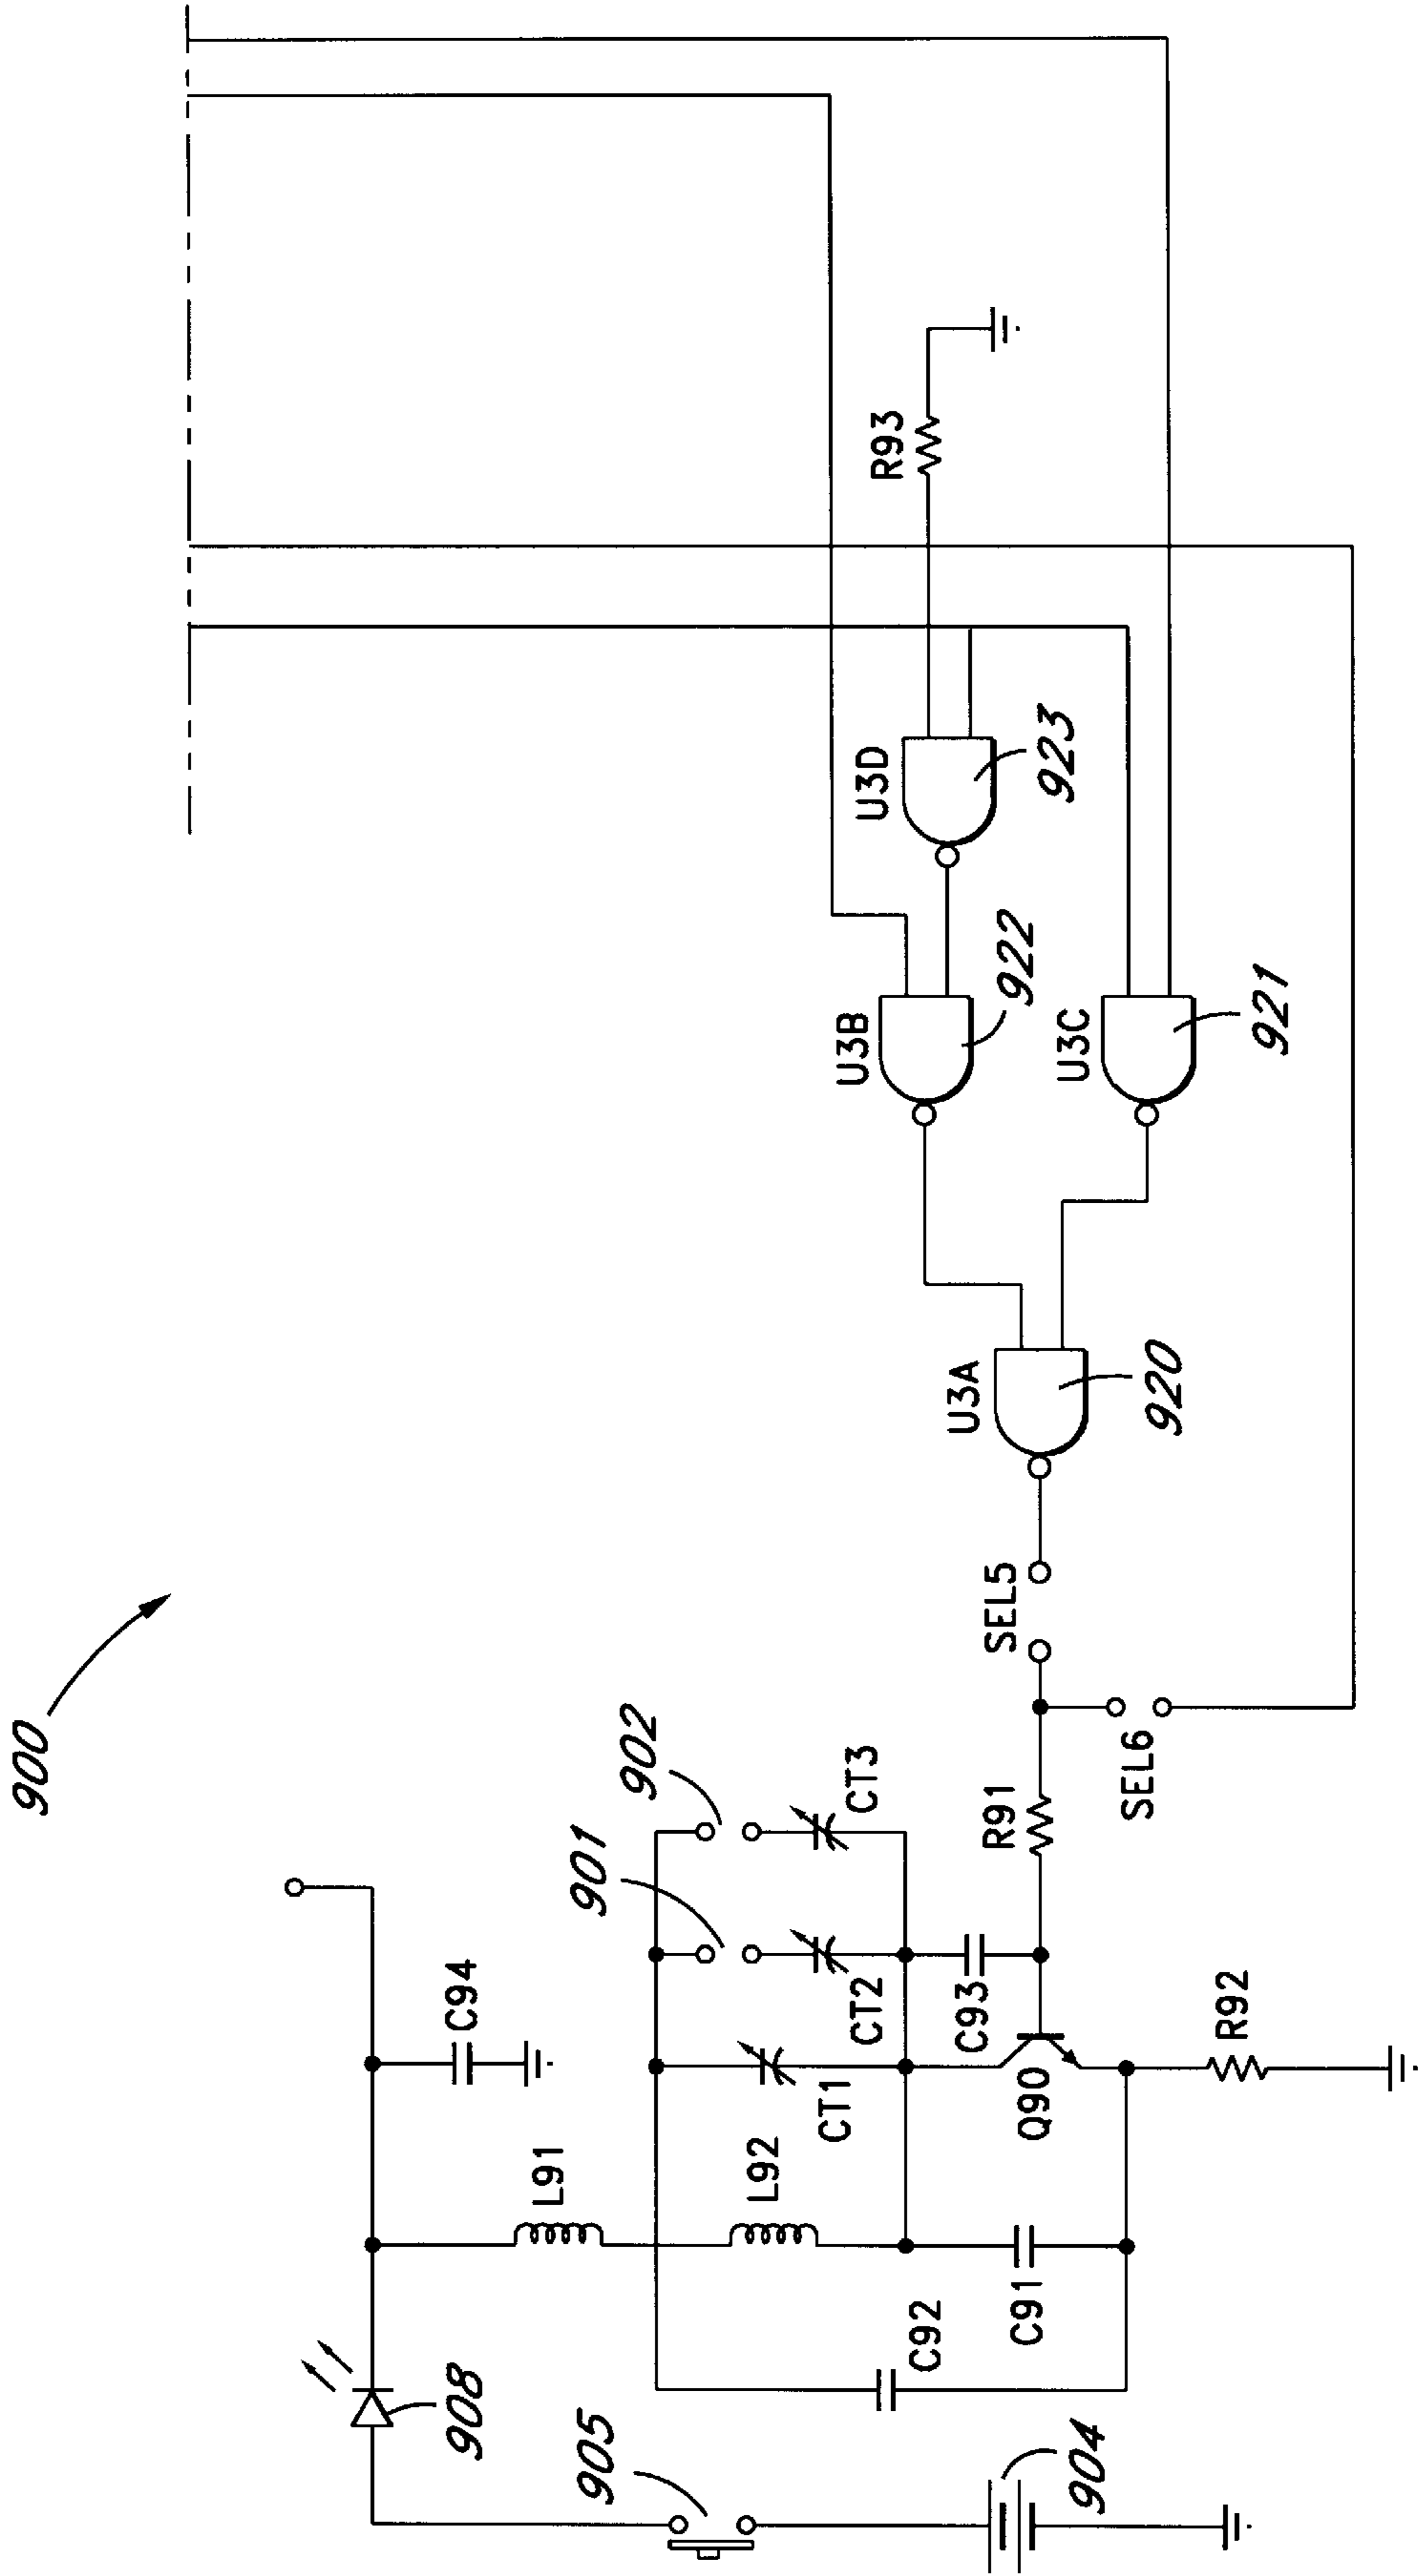 900
908
905
904
C94
L91
L92
C92
C91
901
902
CT1
CT2
CT3
C93
Q90
R92
R91
SEL6
SEL5
U3A
920
U3B
922
U3C
921
U3D
923
R93